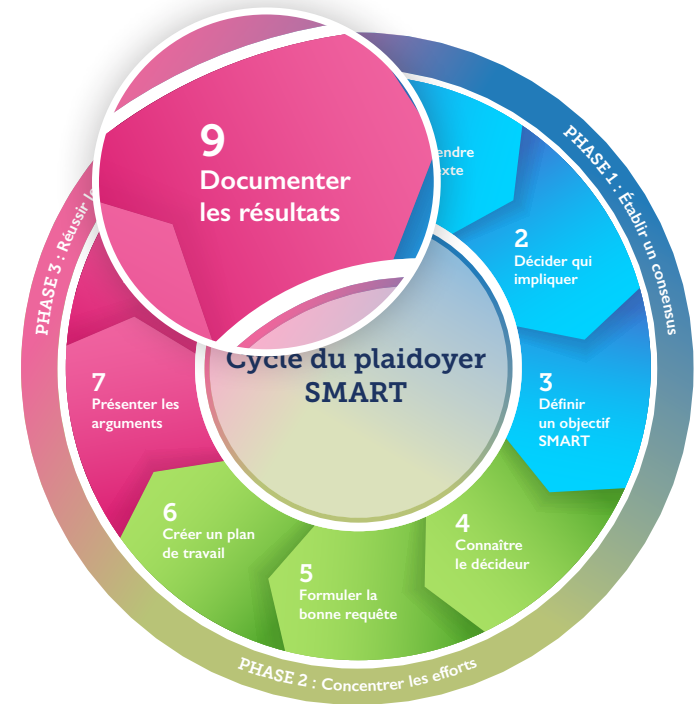 9
Documenter
les résultats
PHASE 1 : Établir un consensus
2
Décider qui
impliquer
3
Définir
un objectif
SMART
4
Connaître
le décideur
5
Formuler la
bonne requête
6
Créer un plan
de travail
7
Présenter les
arguments
PHASE 2 : Concentrer les efforts
PHASE 3 : Réussir
Cycle du plaidoyer
SMART